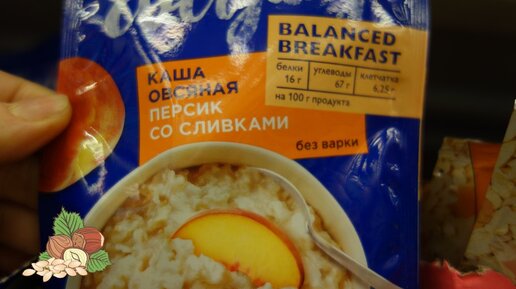 BALANCED
BREAKFAST
белки
16 г
углеводы
67 г
клетчатка
6,25 г
на 100 г продукта
КАША
ОВСЯНАЯ
ПЕРСИК
СО СЛИВКАМИ
без варки